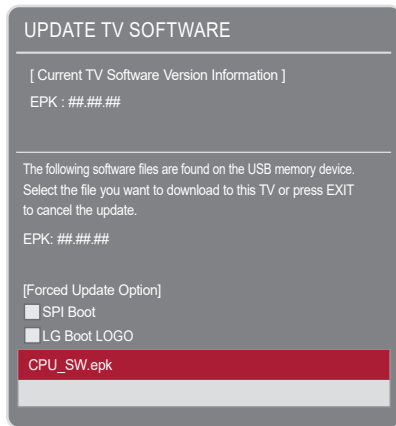 UPDATE TV SOFTWARE
[ Current TV Software Version Information ]
EPK : ##.##.##
The following software files are found on the USB memory device.
Select the file you want to download to this TV or press EXIT
to cancel the update.
EPK: ##.##.##
[Forced Update Option]
SPI Boot
LG Boot LOGO
CPU_SW.epk